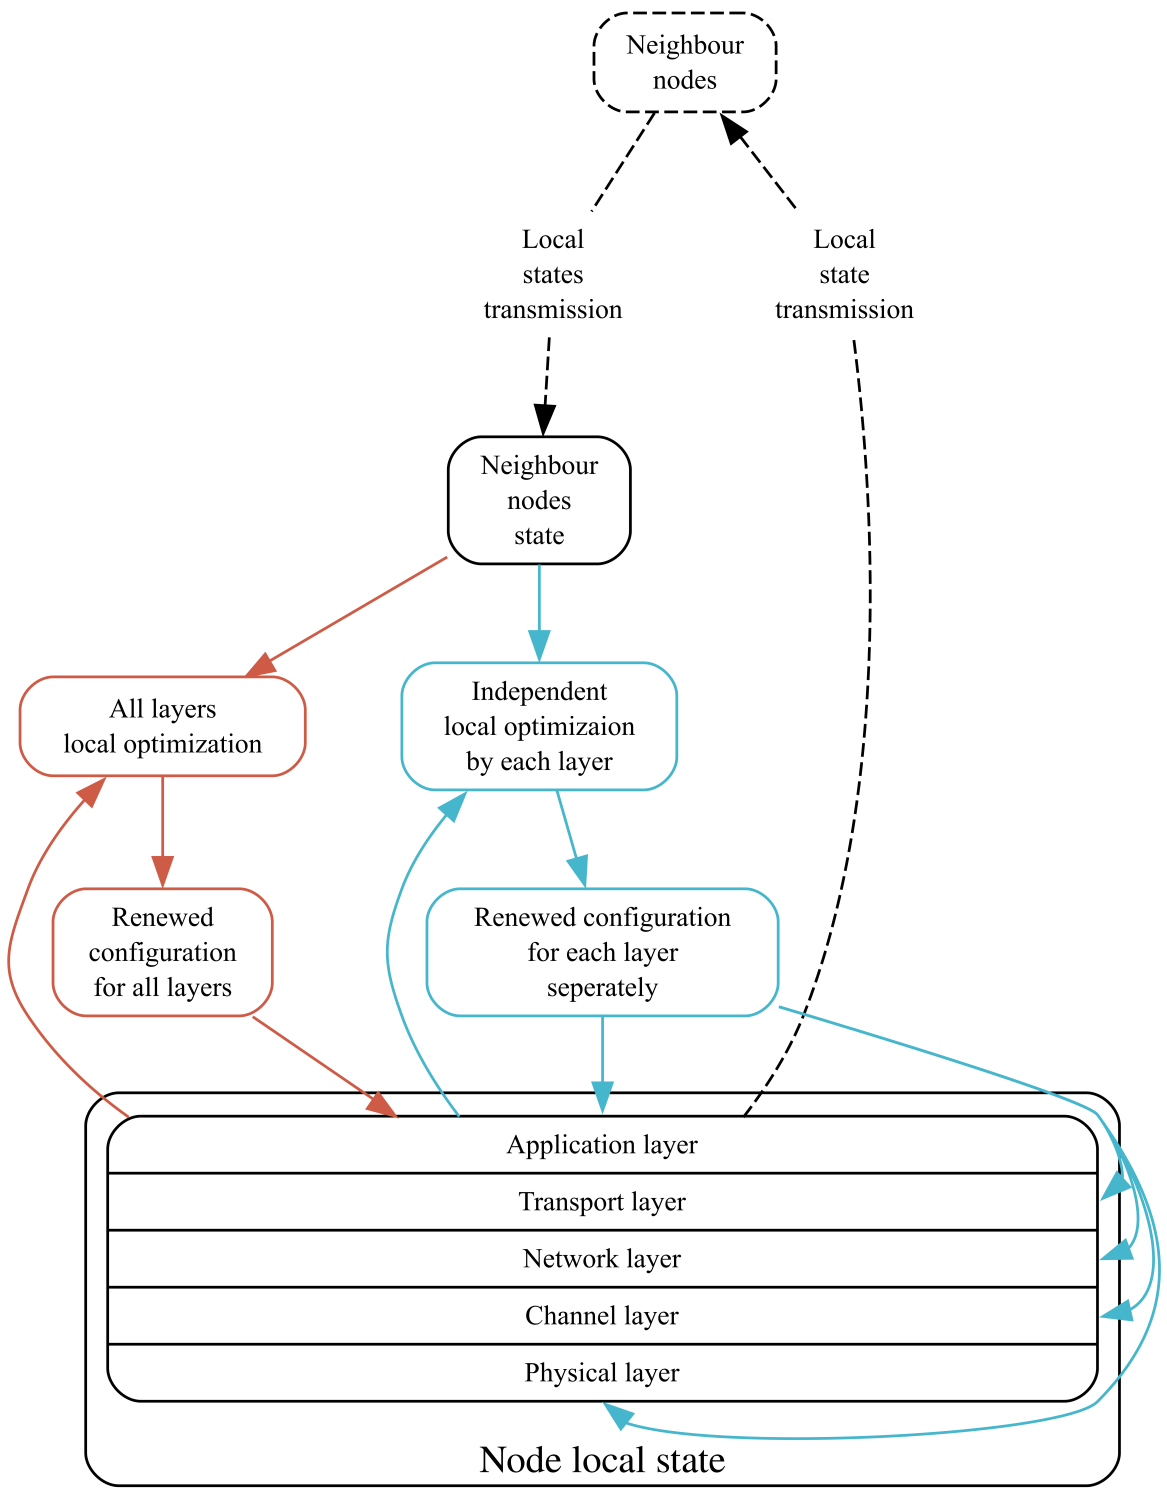 Neighbour
nodes
Local
states
transmission
Local
state
transmission
Neighbour
nodes
state
All layers
local optimization
Independent
local optimizaion
by each layer
Renewed
configuration
for all layers
Renewed configuration
for each layer
seperately
Application layer
Transport layer
Network layer
Channel layer
Physical layer
Node local state